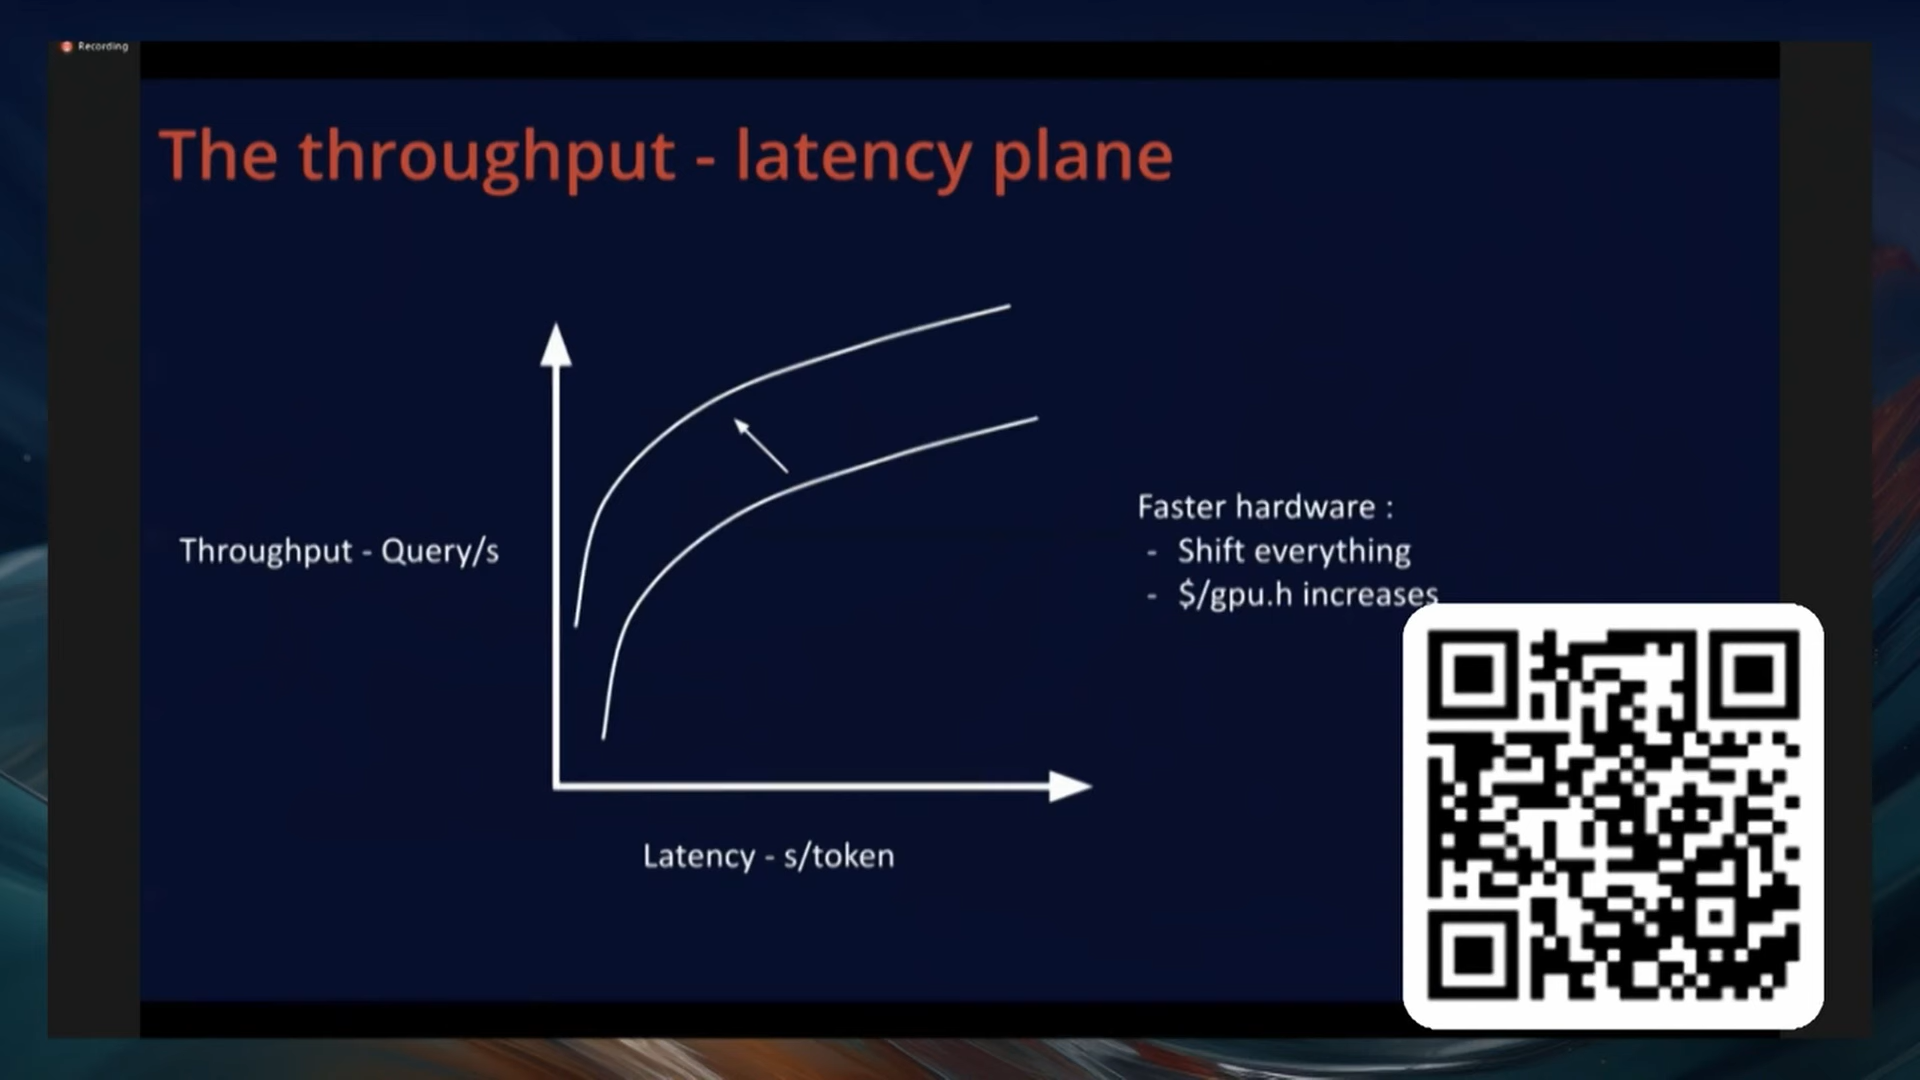 Recording
The throughput - latency plane
Throughput - Query/s
Faster hardware :
- Shift everything
- $/gpu.h increases
Latency - s/token